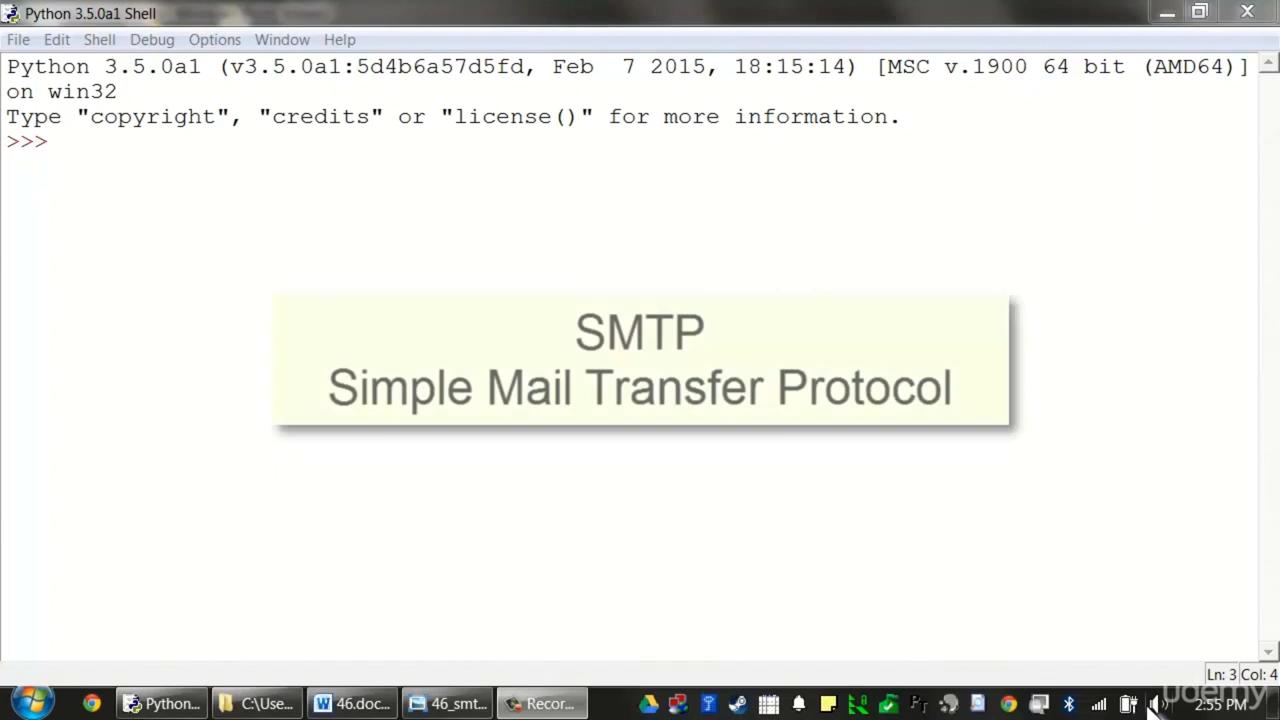 Python 3.5.0a1 Shell
File Edit Shell Debug Options Window Help
Python 3.5.0a1 (v3.5.0a1:5d4b6a57d5fd, Feb  7 2015, 18:15:14) [MSC v.1900 64 bit (AMD64)]
on win32
Type "copyright", "credits" or "license()" for more information.
>>>
SMTP
Simple Mail Transfer Protocol
Ln: 3 Col: 4
Python... C:\Use... 46.doc... 46_smt... Recor... 2:55 PM
udemy